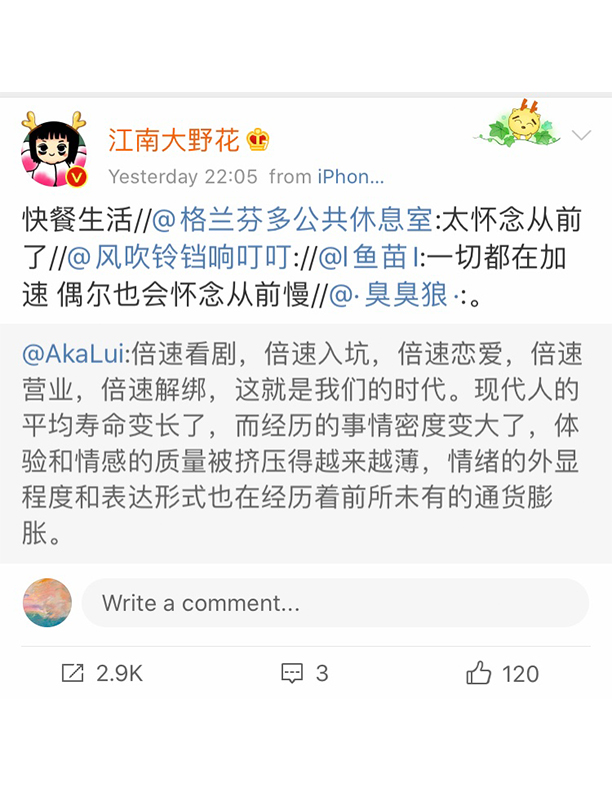 江南大野花
Yesterday 22:05 from iPhon...
快餐生活//@格兰芬多公共休息室:太怀念从前
了//@风吹铃铛响叮叮://@l鱼苗l:一切都在加
速 偶尔也会怀念从前慢//@·臭臭狼·:。
@AkaLui:倍速看剧，倍速入坑，倍速恋爱，倍速
营业，倍速解绑，这就是我们的时代。现代人的
平均寿命变长了，而经历的事情密度变大了，体
验和情感的质量被挤压得越来越薄，情绪的外显
程度和表达形式也在经历着前所未有的通货膨
胀。
Write a comment...
2.9K 3 120